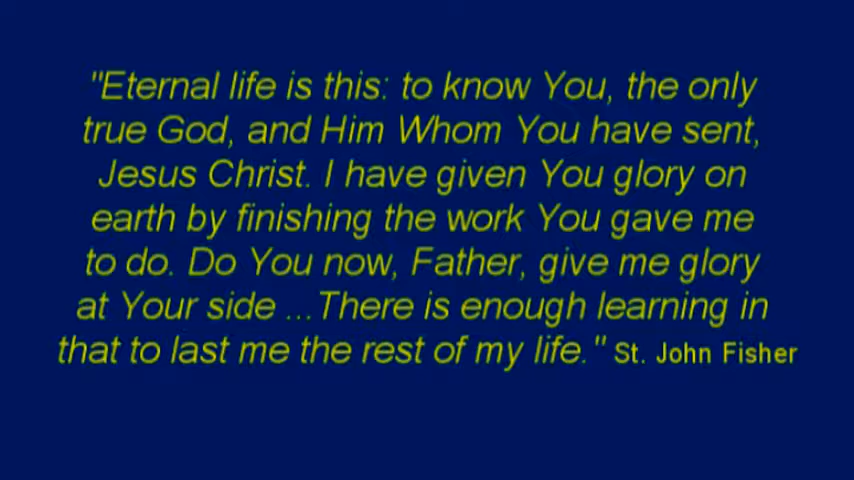 "Eternal life is this: to know You, the only
true God, and Him Whom You have sent,
Jesus Christ. I have given You glory on
earth by finishing the work You gave me
to do. Do You now, Father, give me glory
at Your side ...There is enough learning in
that to last me the rest of my life." St. John Fisher